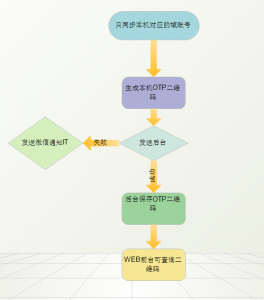 只同步本机对应的域账号
生成本机OTP二维
码
发送微信通知IT
失败
发送后台
成功
后台保存OTP二维
码
WEB前台可查询二
维码